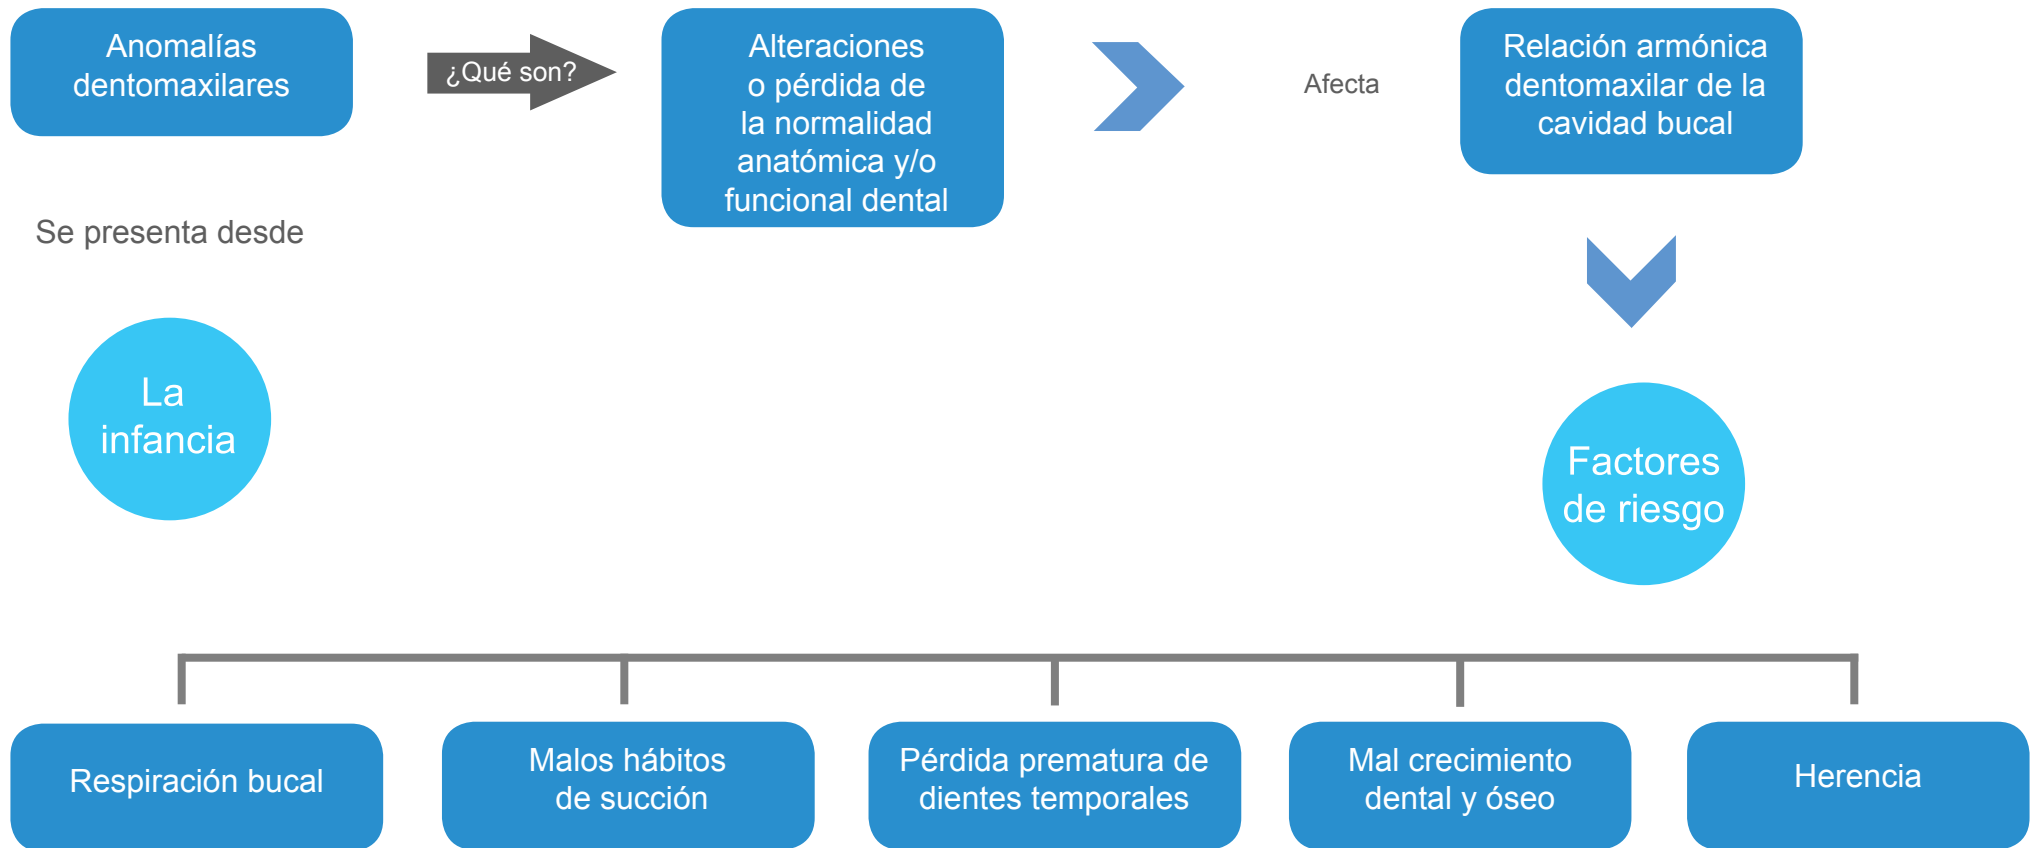 Anomalías
dentomaxilares
¿Qué son?
Alteraciones
o pérdida de
la normalidad
anatómica y/o
funcional dental
Afecta
Relación armónica
dentomaxilar de la
cavidad bucal
Se presenta desde
La
infancia
Factores
de riesgo
Respiración bucal
Malos hábitos
de succión
Pérdida prematura de
dientes temporales
Mal crecimiento
dental y óseo
Herencia